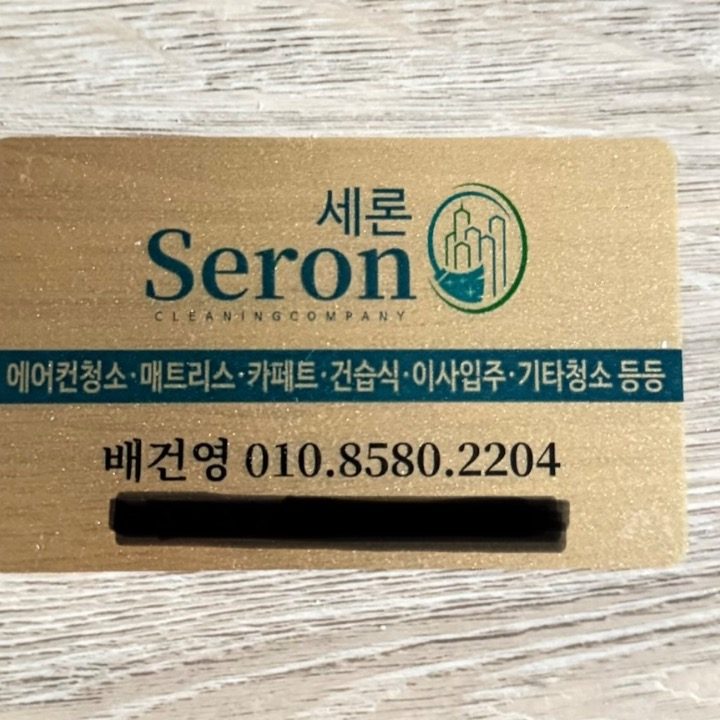 세론
Seron
CLEANINGCOMPANY
에어컨청소·매트리스·카페트·건습식·이사입주·기타청소 등등
배건영 010.8580.2204